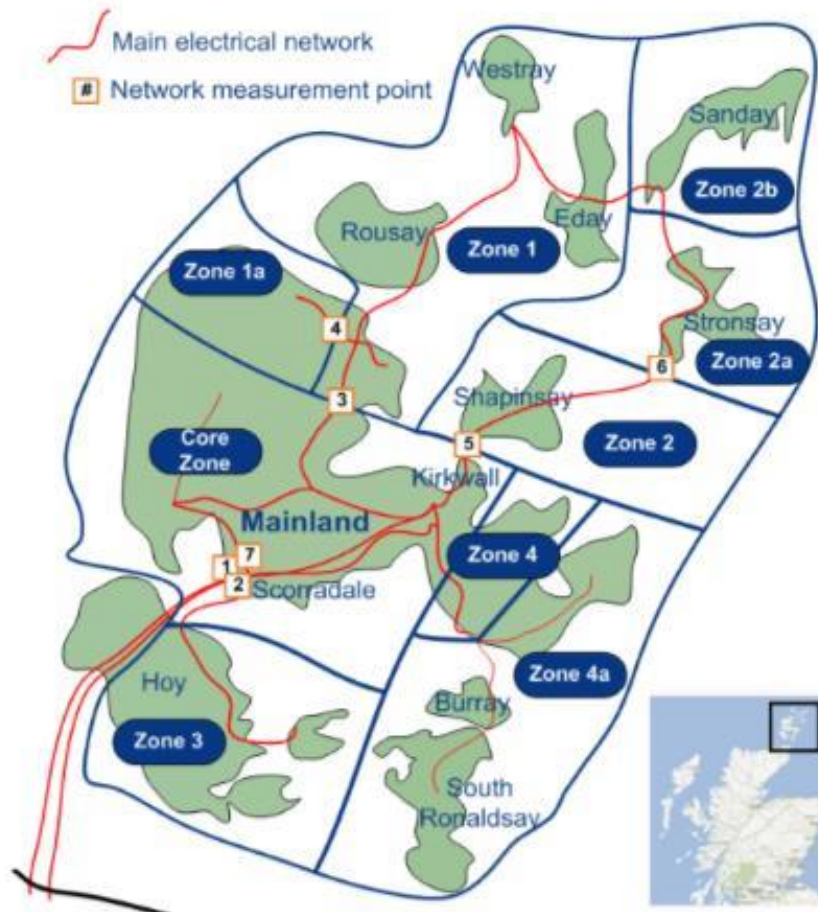 Main electrical network
# Network measurement point
Westray
Sanday
Zone 2b
Rousay
Zone 1
Eday
Zone 1a
4
Stronsay
Zone 2a
6
3
Shapinsay
Zone 2
5
Core
Zone
Kirkwall
Mainland
Zone 4
7
1
2
Scorradale
Hoy
Zone 3
Zone 4a
Burray
South
Ronaldsay